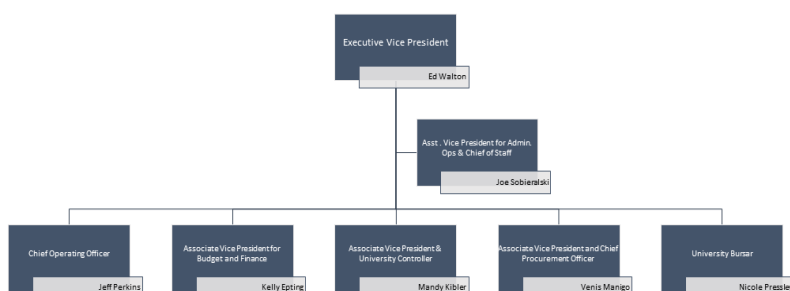 Executive Vice President
Ed Walton
Asst. Vice President for Admin.
Ops & Chief of Staff
Joe Sobieralski
Chief Operating Officer
Jeff Perkins
Associate Vice President for
Budget and Finance
Kelly Epting
Associate Vice President &
University Controller
Mandy Kibler
Associate Vice President and Chief
Procurement Officer
Venis Manigo
University Bursar
Nicole Pressley